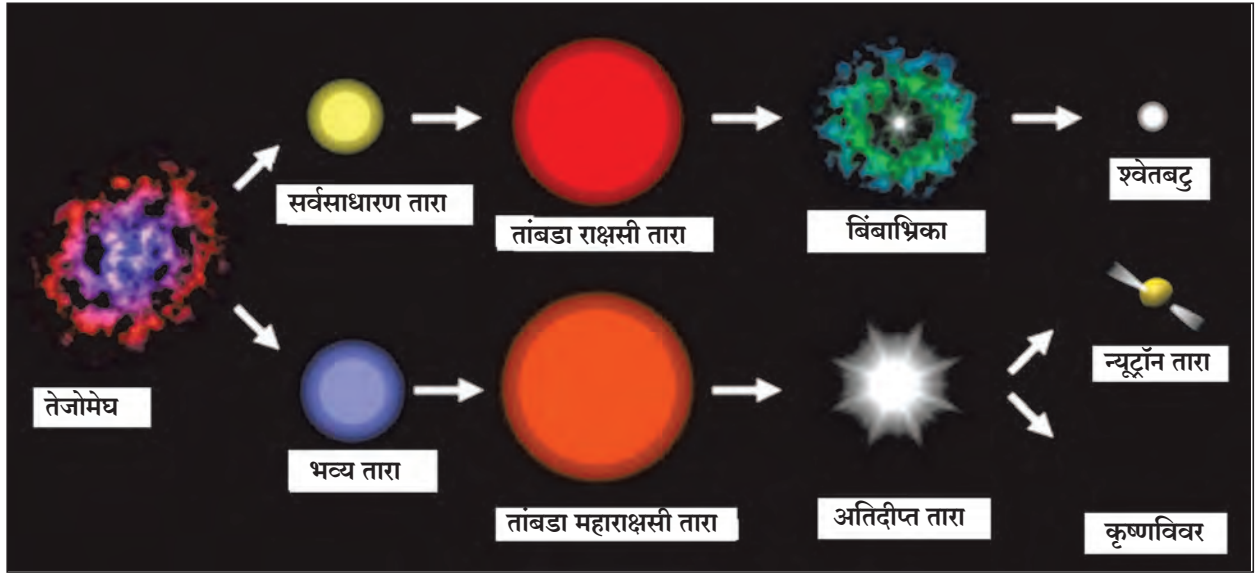 तेजोमेघ
सर्वसाधारण तारा
तांबडा राक्षसी तारा
बिंबाभ्रिका
श्वेतबटु
भव्य तारा
तांबडा महाराक्षसी तारा
अतिदीप्त तारा
न्यूट्रॉन तारा
कृष्णविवर